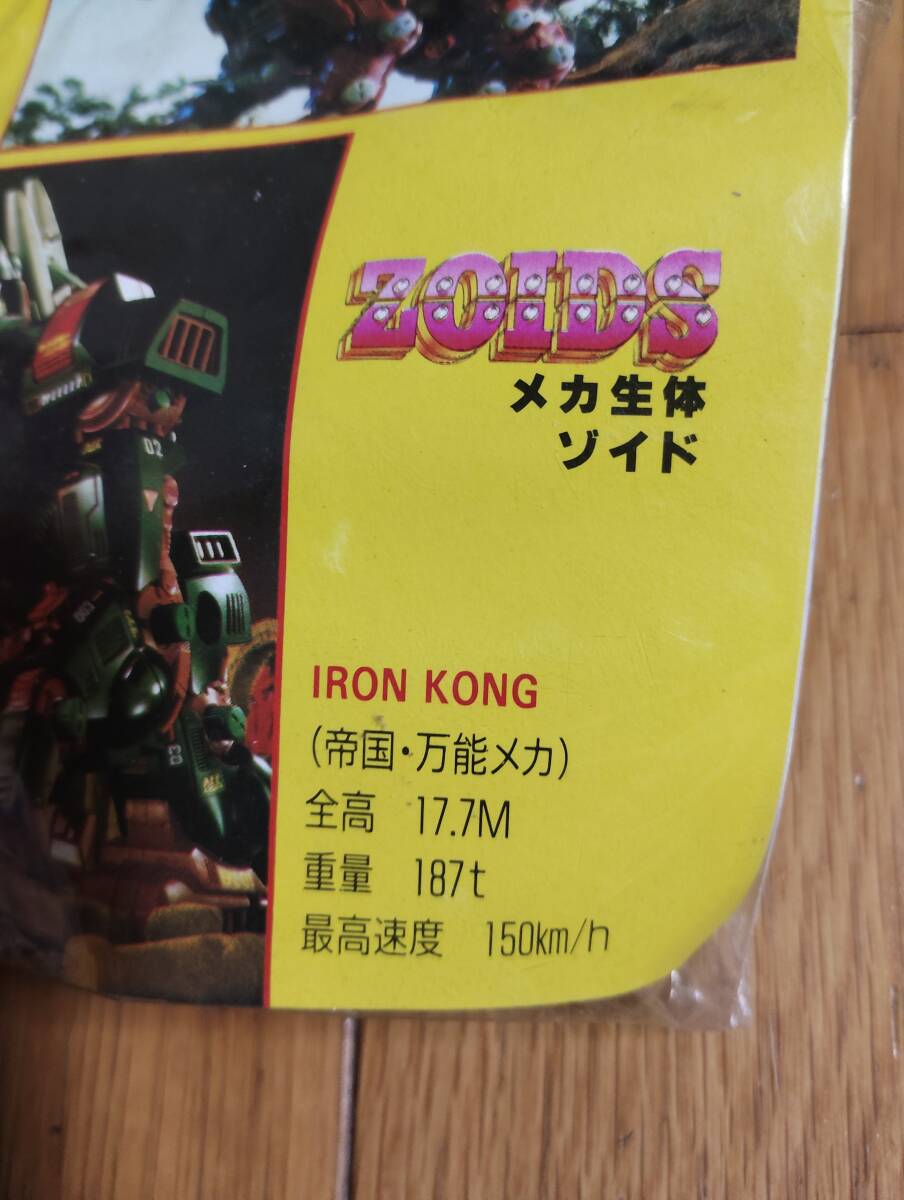 ZOIDS
メカ生体
ゾイド
02
IRON KONG
(帝国・万能メカ)
全高 17.7M
重量 187t
最高速度 150km/h